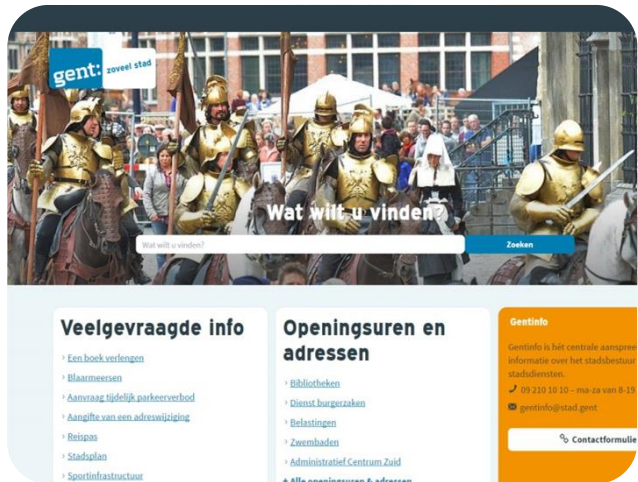 gent: zoveel stad
Wat wilt u vinden?
Wat wilt u vinden?
Zoeken
Veelgevraagde info
› Een boek verlengen
› Blaarmeersen
› Aanvraag tijdelijk parkeerverbod
› Aangifte van een adreswijziging
› Reispas
› Stadsplan
› Sportinfrastructuur
Openingsuren en
adressen
› Bibliotheken
› Dienst burgerzaken
› Belastingen
› Zwembaden
› Administratief Centrum Zuid
+ Alle openingsuren & adressen
Gentinfo
Gentinfo is hét centrale aanspree
informatie over het stadsbestuur
stadsdiensten.
09 210 10 10 – ma-za van 8-19
gentinfo@stad.gent
Contactformulie